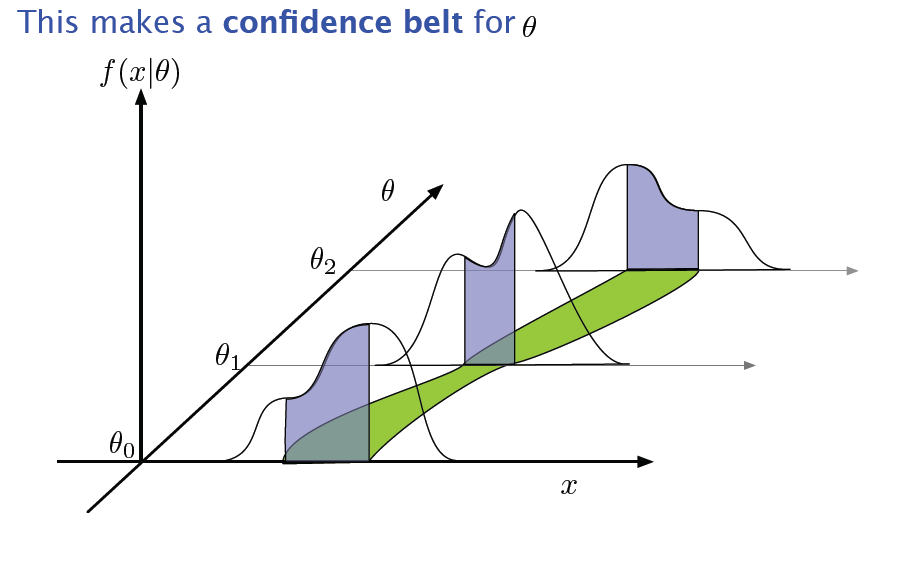 This makes a confidence belt for θ
f(x|θ)
θ
θ₂
θ₁
θ₀
x